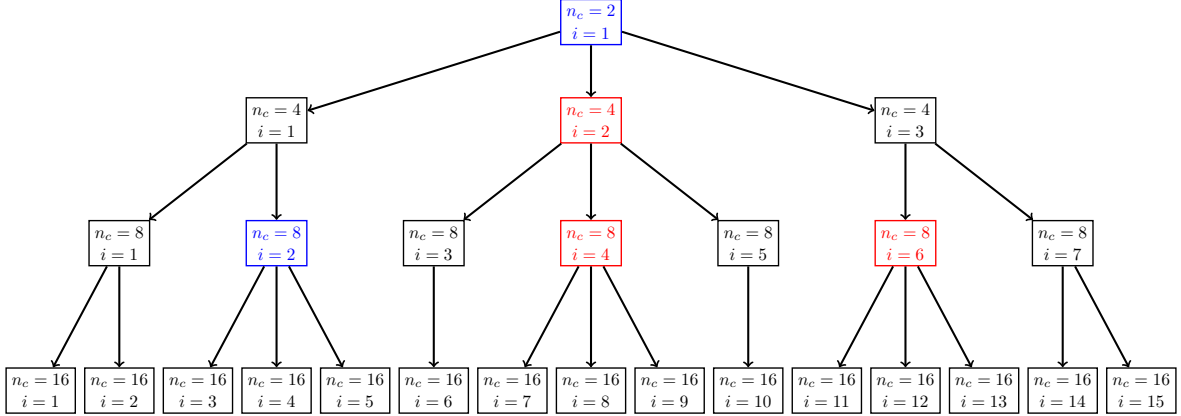 n_c = 2
i = 1
n_c = 4
i = 1
n_c = 4
i = 2
n_c = 4
i = 3
n_c = 8
i = 1
n_c = 8
i = 2
n_c = 8
i = 3
n_c = 8
i = 4
n_c = 8
i = 5
n_c = 8
i = 6
n_c = 8
i = 7
n_c = 16
i = 1
n_c = 16
i = 2
n_c = 16
i = 3
n_c = 16
i = 4
n_c = 16
i = 5
n_c = 16
i = 6
n_c = 16
i = 7
n_c = 16
i = 8
n_c = 16
i = 9
n_c = 16
i = 10
n_c = 16
i = 11
n_c = 16
i = 12
n_c = 16
i = 13
n_c = 16
i = 14
n_c = 16
i = 15